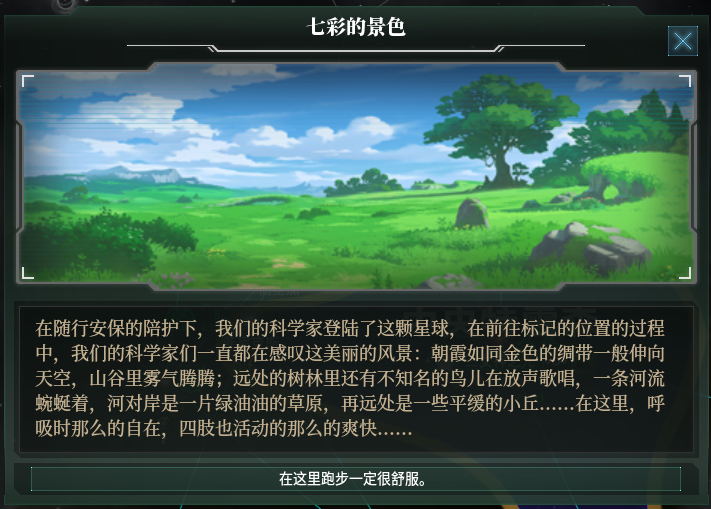 七彩的景色
在随行安保的陪护下，我们的科学家登陆了这颗星球，在前往标记的位置的过程
中，我们的科学家们一直都在感叹这美丽的风景：朝霞如同金色的绸带一般伸向
天空，山谷里雾气腾腾；远处的树林里还有不知名的鸟儿在放声歌唱，一条河流
蜿蜒着，河对岸是一片绿油油的草原，再远处是一些平缓的小丘……在这里，呼
吸时那么的自在，四肢也活动的那么的爽快……
在这里跑步一定很舒服。